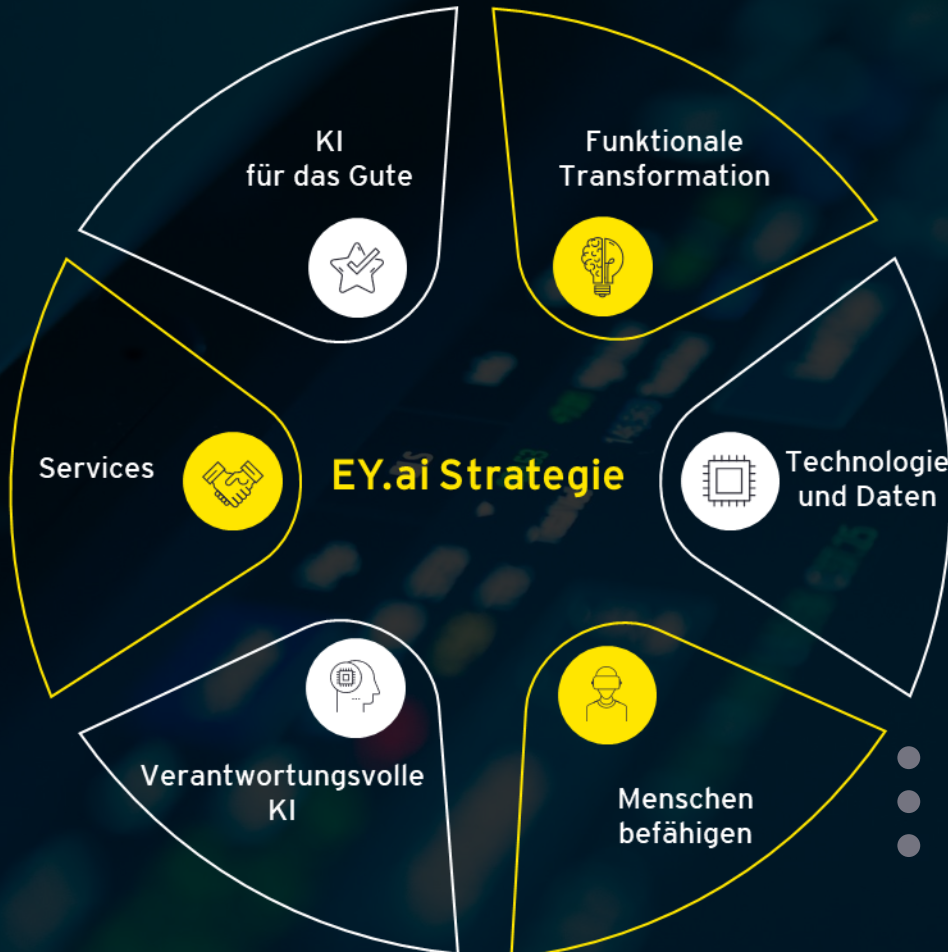 KI
für das Gute
Funktionale
Transformation
Services
EY.ai Strategie
Technologie
und Daten
Verantwortungsvolle
KI
Menschen
befähigen